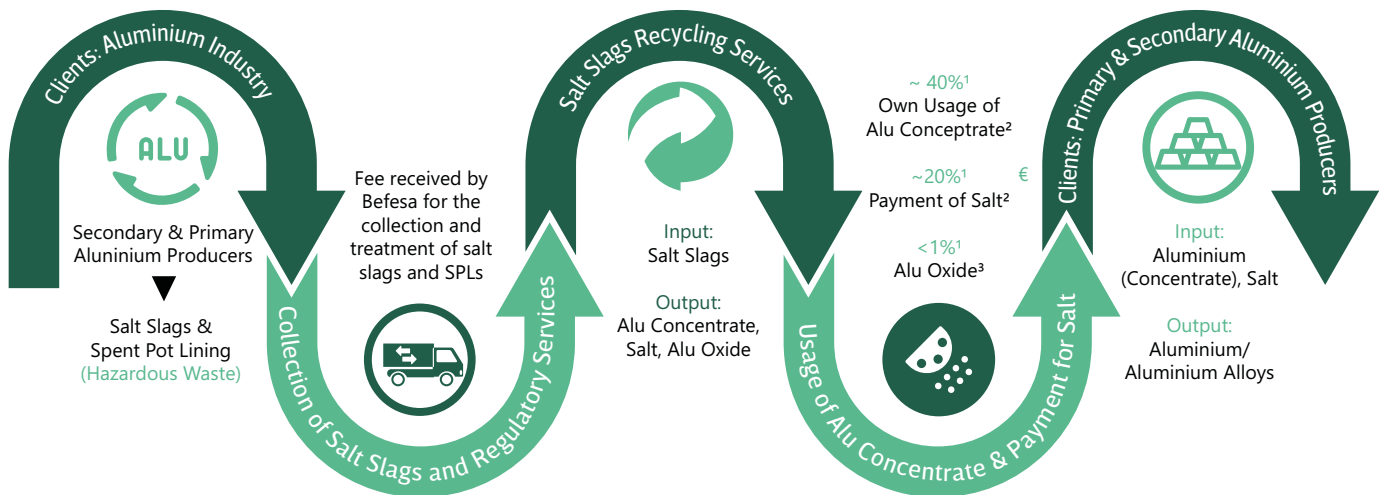 Clients: Aluminium Industry
ALU
Secondary & Primary
Aluninium Producers
Salt Slags &
Spent Pot Lining
(Hazardous Waste)
Collection of Salt Slags and Regulatory Services
Fee received by
Befesa for the
collection and
treatment of salt
slags and SPLs
Salt Slags Recycling Services
Input:
Salt Slags
Output:
Alu Concentrate,
Salt, Alu Oxide
Usage of Alu Concentrate & Payment for Salt
~ 40%¹
Own Usage of
Alu Conceptrate²
~20%¹
€
Payment of Salt²
<1%¹
Alu Oxide³
Clients: Primary & Secondary Aluminium Producers
Input:
Aluminium
(Concentrate), Salt
Output:
Aluminium/
Aluminium Alloys